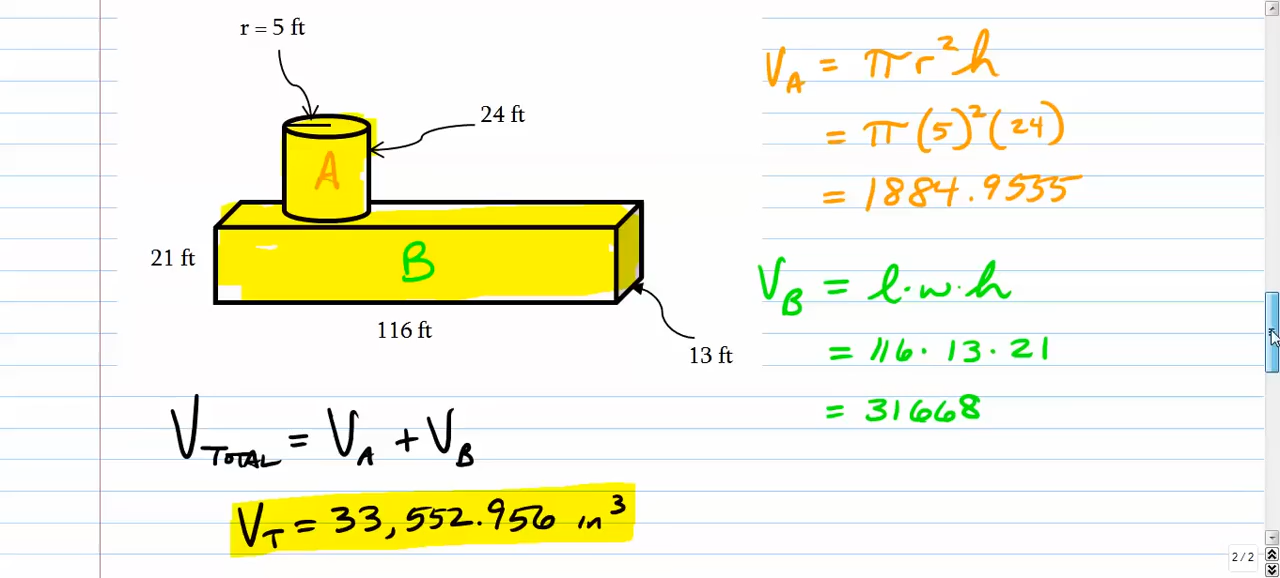 r = 5 ft
24 ft
A
21 ft
B
116 ft
13 ft
V_A = πr²h
= π(5)²(24)
= 1884.9555
V_B = l·w·h
= 116·13·21
= 31668
V_TOTAL = V_A + V_B
V_T = 33,552.956 in³
2 / 2